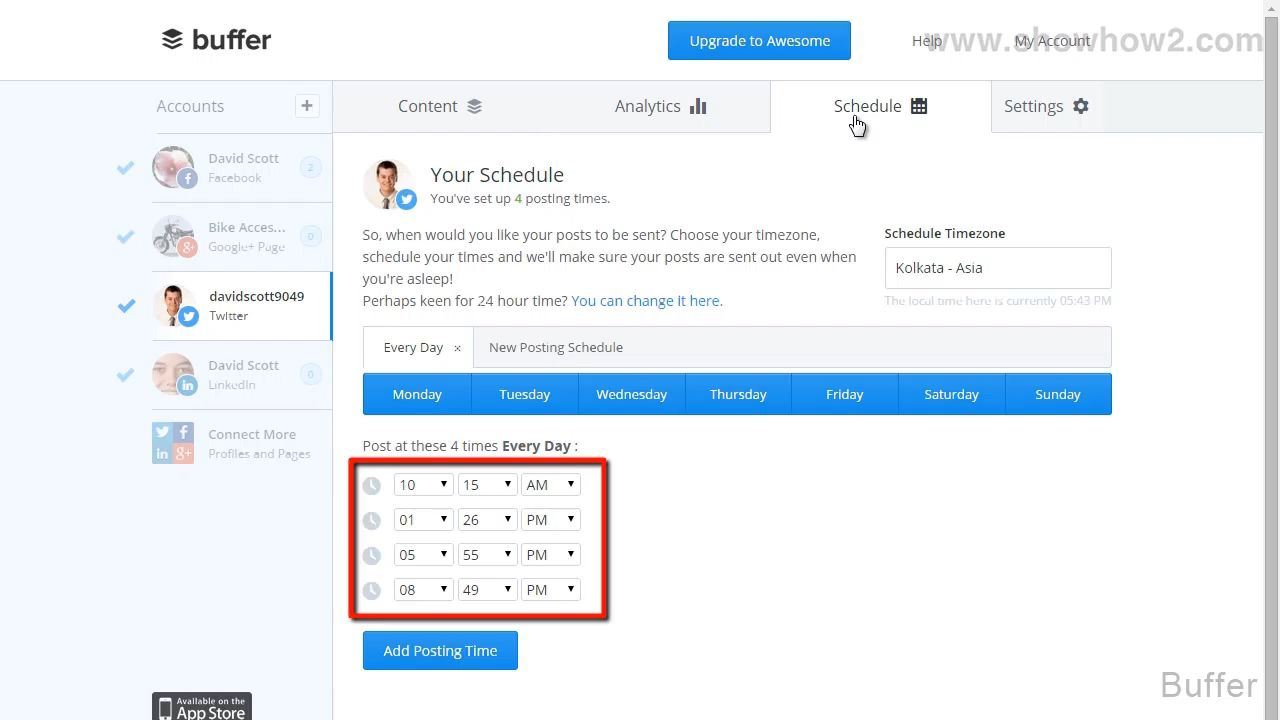 buffer
Upgrade to Awesome
Help
My Account
www.showhow2.com
Accounts
+
Content
Analytics
Schedule
Settings
David Scott
Facebook
2
Bike Acces...
Google+ Page
0
davidscott9049
Twitter
David Scott
LinkedIn
0
Connect More
Profiles and Pages
Available on the
App Store
Your Schedule
You've set up 4 posting times.
So, when would you like your posts to be sent? Choose your timezone,
schedule your times and we'll make sure your posts are sent out even when
you're asleep!
Perhaps keen for 24 hour time? You can change it here.
Schedule Timezone
Kolkata - Asia
The local time here is currently 05:43 PM
Every Day ×
New Posting Schedule
Monday Tuesday Wednesday Thursday Friday Saturday Sunday
Post at these 4 times Every Day :
10 15 AM
01 26 PM
05 55 PM
08 49 PM
Add Posting Time
Buffer